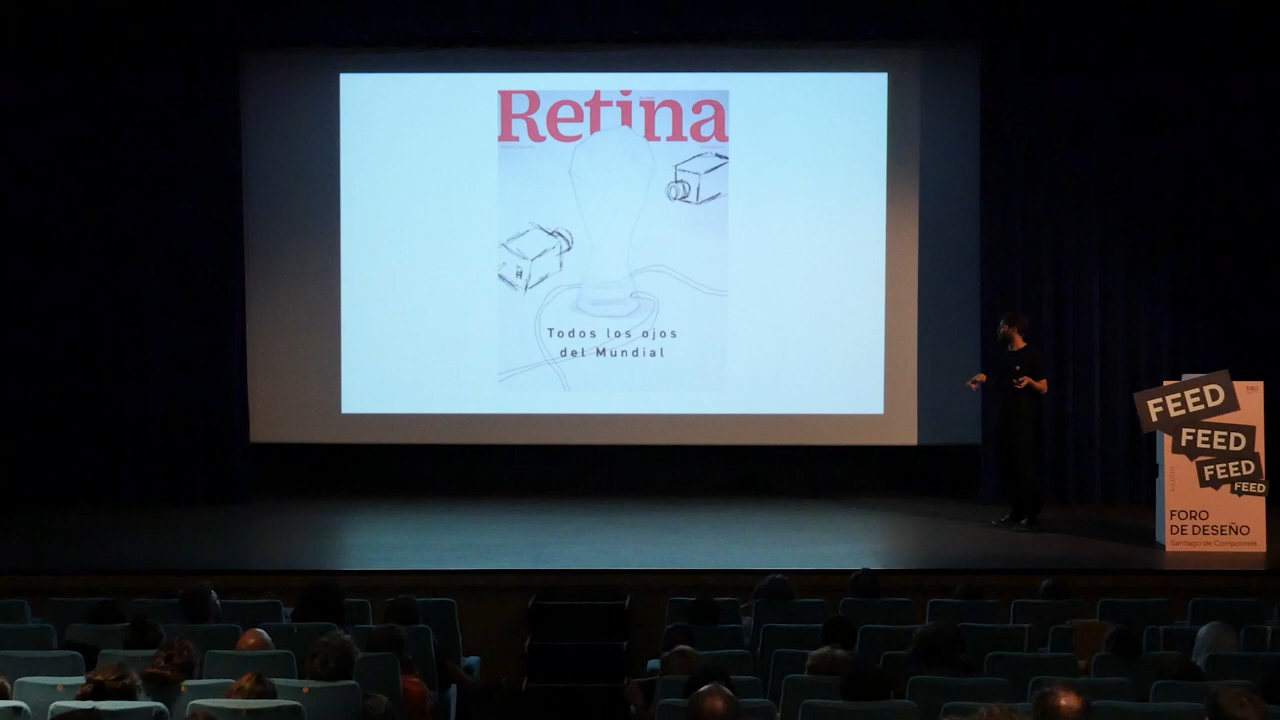 Retina
Todos los ojos
del Mundial
FEED
FEED
FEED
FEED
FORO
DE DESEÑO
Santiago de Compostela